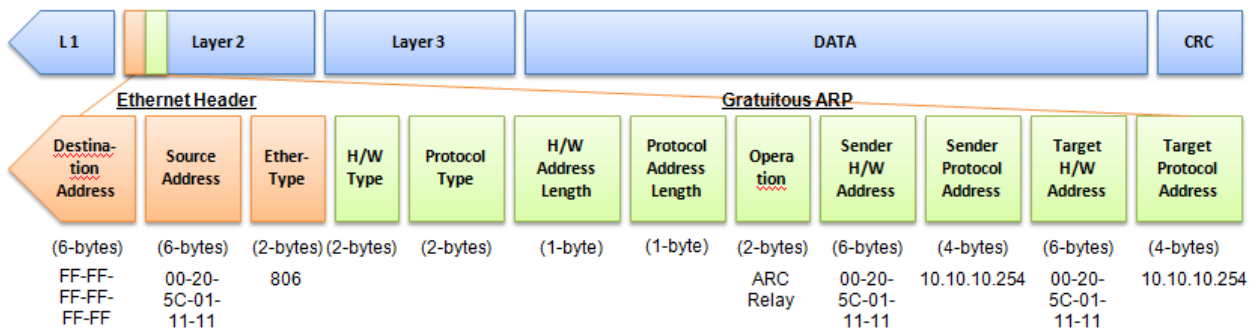 L 1 Layer 2 Layer 3 DATA CRC
Ethernet Header Gratuitous ARP
Destina-
tion
Address
Source
Address
Ether-
Type
H/W
Type
Protocol
Type
H/W
Address
Length
Protocol
Address
Length
Opera
tion
Sender
H/W
Address
Sender
Protocol
Address
Target
H/W
Address
Target
Protocol
Address
(6-bytes) (6-bytes) (2-bytes) (2-bytes) (2-bytes) (1-byte) (1-byte) (2-bytes) (6-bytes) (4-bytes) (6-bytes) (4-bytes)
FF-FF-
FF-FF-
FF-FF
00-20-
5C-01-
11-11
806
ARC
Relay
00-20-
5C-01-
11-11
10.10.10.254
00-20-
5C-01-
11-11
10.10.10.254